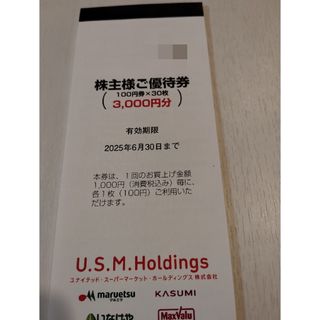 株主様ご優待券
(100円券×30枚
3,000円分)
有効期限
2025年6月30日まで
本券は、1回のお買上げ金額
1,000円(消費税込み)毎に、
各1枚(100円)ご利用いた
だけます。
U.S.M.Holdings
ユナイテッド・スーパーマーケット・ホールディングス株式会社
maruetsu
マルエツ
KASUMI
いなげや
MaxValu